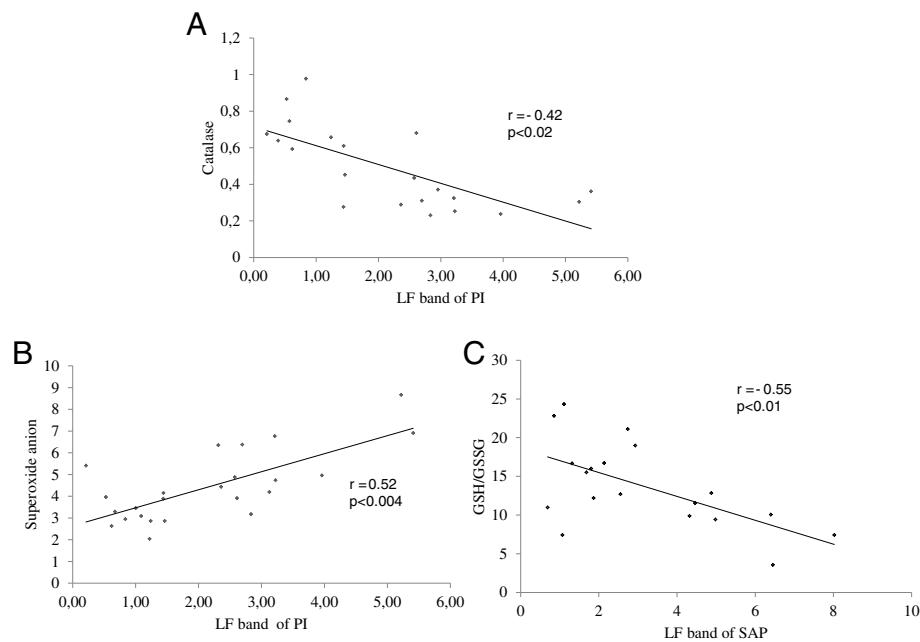 A
1,2
1
0,8
0,6
0,4
0,2
0
Catalase
r = - 0.42
p<0.02
0,00 1,00 2,00 3,00 4,00 5,00 6,00
LF band of PI
B
10
9
8
7
6
5
4
3
2
1
0
Superoxide anion
r = 0.52
p<0.004
0,00 1,00 2,00 3,00 4,00 5,00 6,00
LF band of PI
C
30
25
20
15
10
5
0
GSH/GSSG
r = - 0.55
p<0.01
0 2 4 6 8 10
LF band of SAP